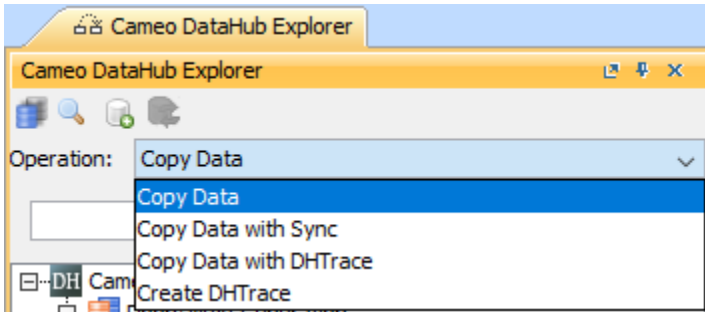 Cameo DataHub Explorer
Cameo DataHub Explorer
Operation: Copy Data
Copy Data
Copy Data with Sync
Copy Data with DHTrace
Create DHTrace
DH